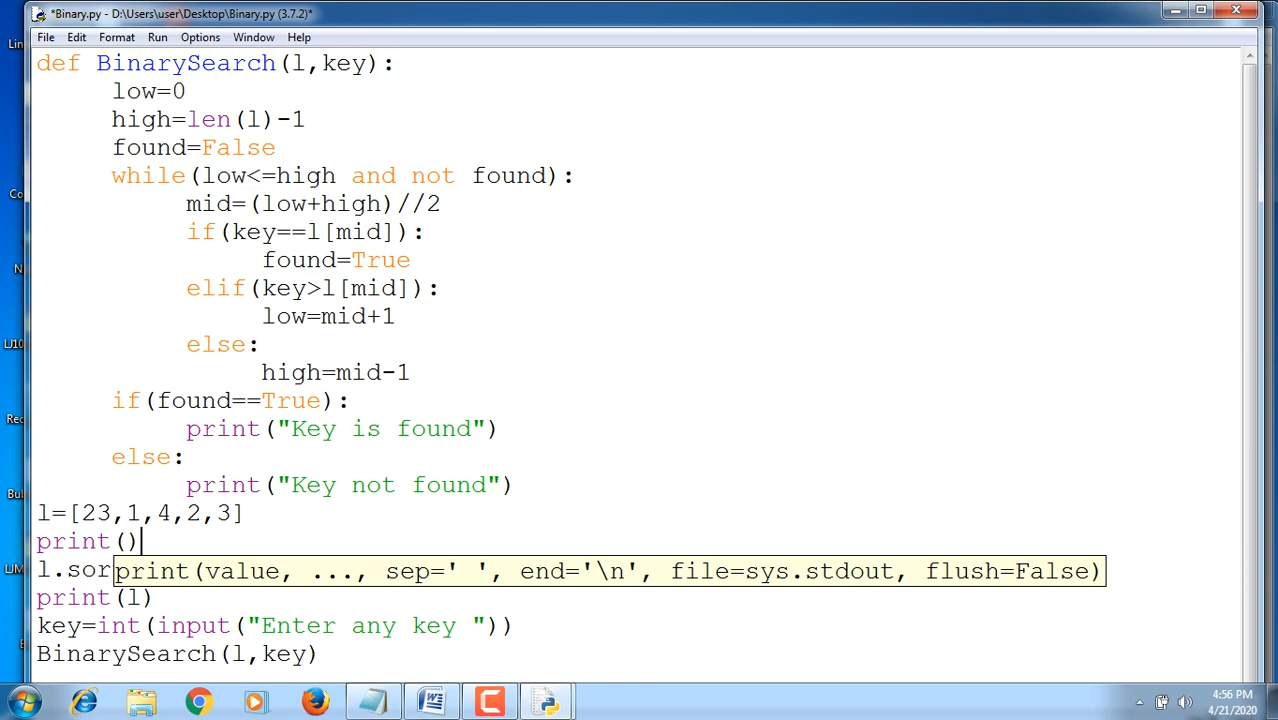 *Binary.py - D:\Users\user\Desktop\Binary.py (3.7.2)*
File Edit Format Run Options Window Help
def BinarySearch(l,key):
low=0
high=len(l)-1
found=False
while(low<=high and not found):
mid=(low+high)//2
if(key==l[mid]):
found=True
elif(key>l[mid]):
low=mid+1
else:
high=mid-1
if(found==True):
print("Key is found")
else:
print("Key not found")
l=[23,1,4,2,3]
print()
l.sor print(value, ..., sep=' ', end='\n', file=sys.stdout, flush=False)
print(l)
key=int(input("Enter any key "))
BinarySearch(l,key)
4:56 PM
4/21/2020